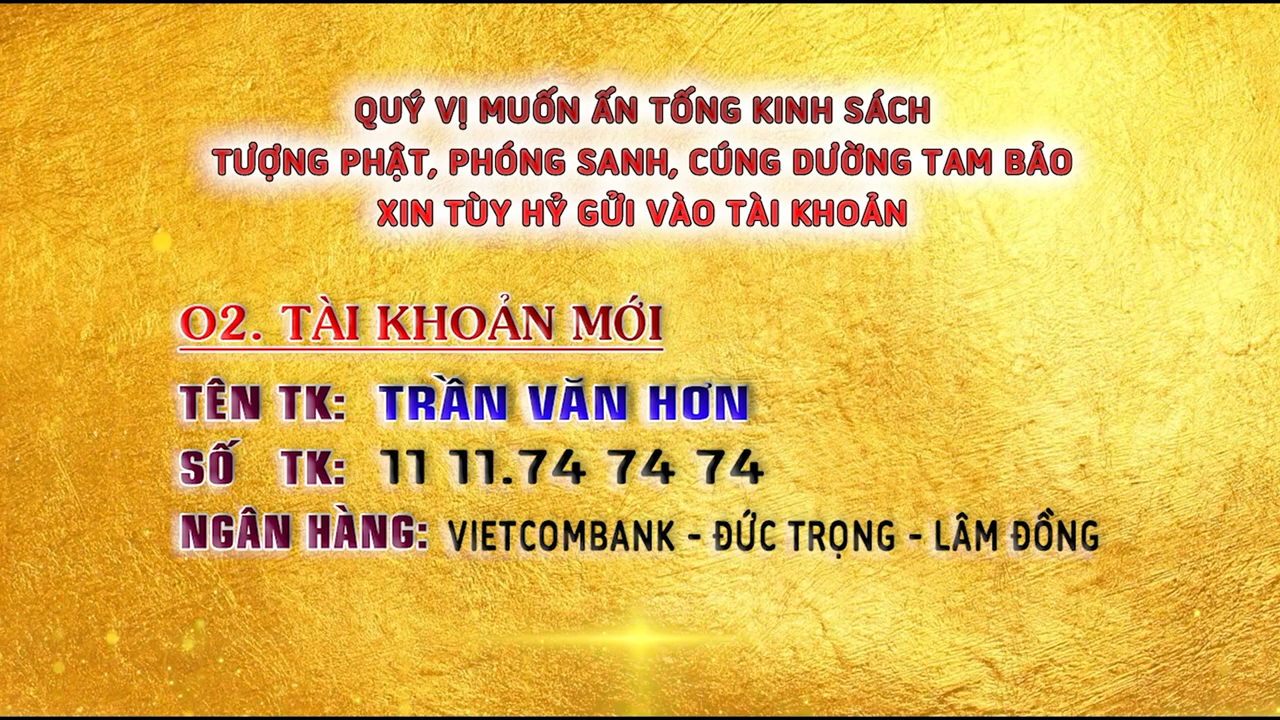 QUÝ VỊ MUỐN ẤN TỐNG KINH SÁCH
TƯỢNG PHẬT, PHÓNG SANH, CÚNG DƯỜNG TAM BẢO
XIN TÙY HỶ GỬI VÀO TÀI KHOẢN
02. TÀI KHOẢN MỚI
TÊN TK: TRẦN VĂN HƠN
SỐ TK: 11 11.74 74 74
NGÂN HÀNG: VIETCOMBANK - ĐỨC TRỌNG - LÂM ĐỒNG